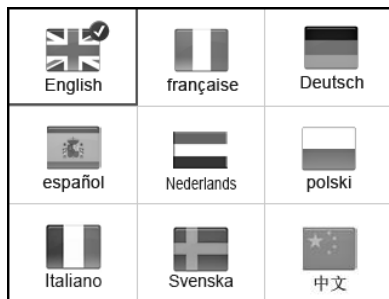 English
française
Deutsch
español
Nederlands
polski
Italiano
Svenska
中文